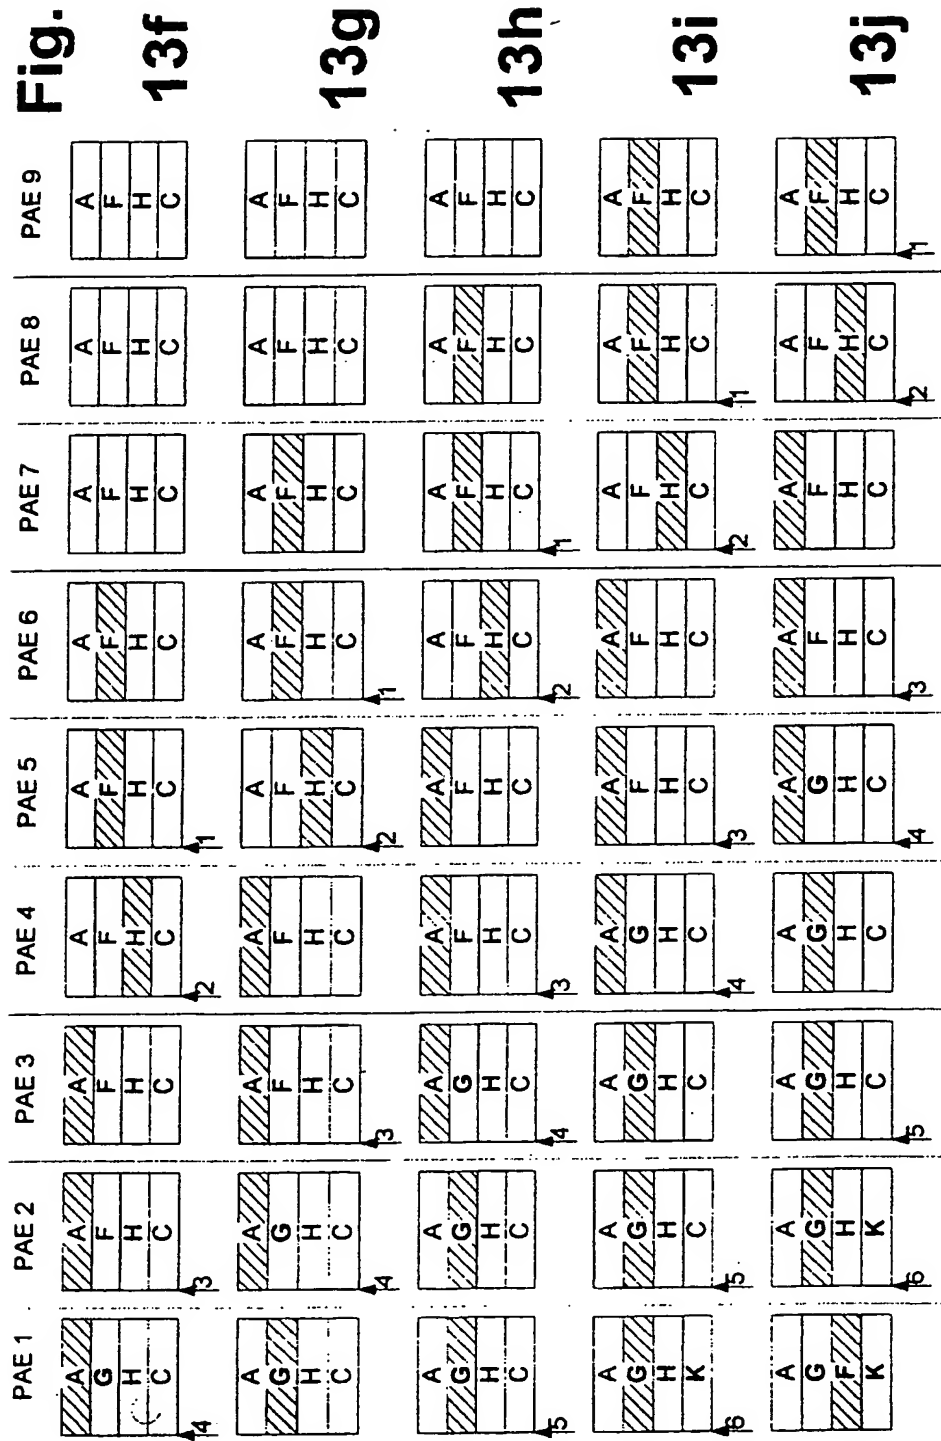 PAE 1 PAE 2 PAE 3 PAE 4 PAE 5 PAE 6 PAE 7 PAE 8 PAE 9 Fig.
A A A A A A A A A
G F F F F F F F F
H H H H H H H H H
C C C C C C C C C
4 3 2 1
13f
A A A A A A A A A
G G F F F F F F F
H H H H H H H H H
C C C C C C C C C
4 3 2 1
13g
A A A A A A A A A
G G G F F F F F F
H H H H H H H H H
C C C C C C C C C
5 4 3 2 1
13h
A A A A A A A A A
G G G G F F F F F
H H H H H H H H H
K C C C C C C C C
6 5 4 3 2 1
13i
A A A A A A A A A
G G G G G F F F F
F H H H H H H H H
K K C C C C C C C
6 5 4 3 2 1
13j